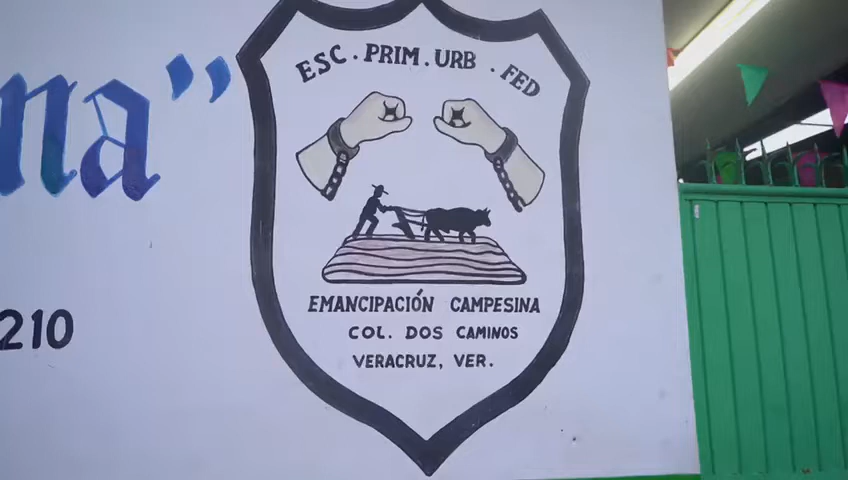 na"
210
ESC. PRIM. URB. FED
EMANCIPACIÓN CAMPESINA
COL. DOS CAMINOS
VERACRUZ, VER.